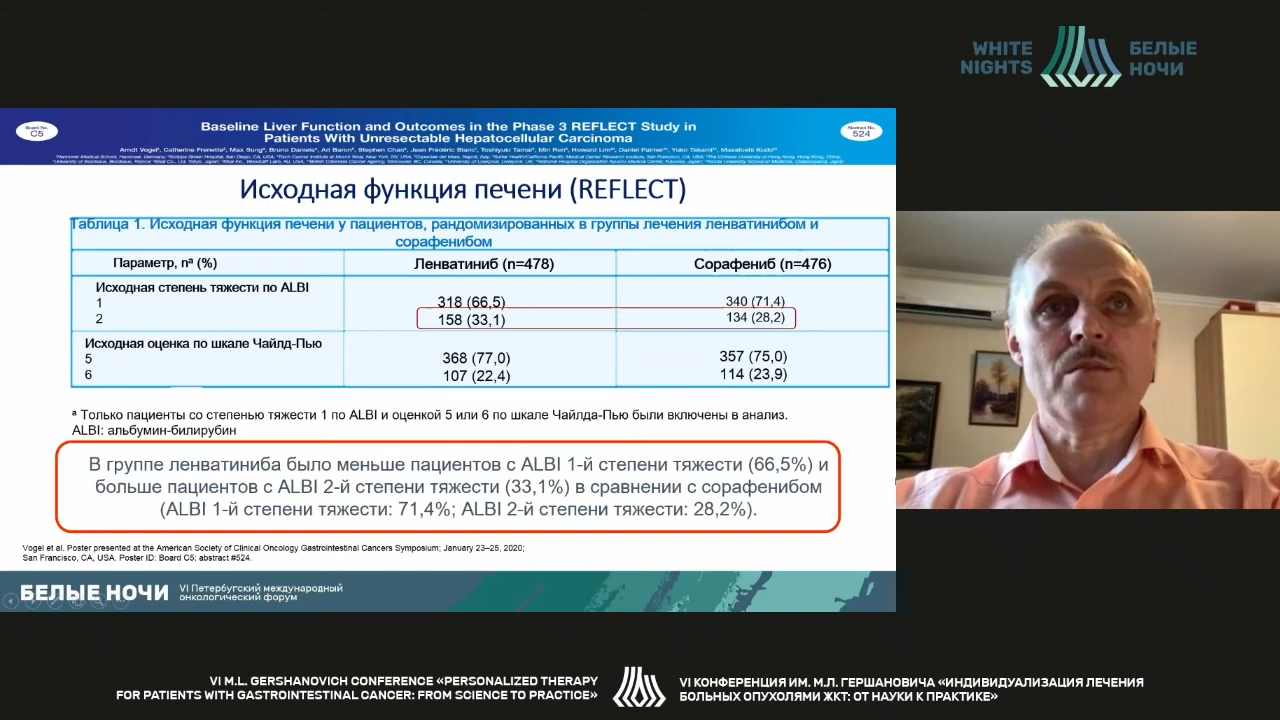 WHITE
NIGHTS
БЕЛЫЕ
НОЧИ
Board No.
C5
Baseline Liver Function and Outcomes in the Phase 3 REFLECT Study in
Patients With Unresectable Hepatocellular Carcinoma
Abstract No.
524
Исходная функция печени (REFLECT)
Таблица 1. Исходная функция печени у пациентов, рандомизированных в группы лечения ленватинибом и
сорафенибом
Параметр, nª (%) Ленватиниб (n=478) Сорафениб (n=476)
Исходная степень тяжести по ALBI
1 318 (66,5) 340 (71,4)
2 158 (33,1) 134 (28,2)
Исходная оценка по шкале Чайлд-Пью
5 368 (77,0) 357 (75,0)
6 107 (22,4) 114 (23,9)
ª Только пациенты со степенью тяжести 1 по ALBI и оценкой 5 или 6 по шкале Чайлда-Пью были включены в анализ.
ALBI: альбумин-билирубин
В группе ленватиниба было меньше пациентов с ALBI 1-й степени тяжести (66,5%) и
больше пациентов с ALBI 2-й степени тяжести (33,1%) в сравнении с сорафенибом
(ALBI 1-й степени тяжести: 71,4%; ALBI 2-й степени тяжести: 28,2%).
Vogel et al. Poster presented at the American Society of Clinical Oncology Gastrointestinal Cancers Symposium; January 23–25, 2020;
San Francisco, CA, USA. Poster ID: Board C5; abstract #524.
БЕЛЫЕ НОЧИ
VI Петербугский международный
онкологический форум
VI M.L. GERSHANOVICH CONFERENCE «PERSONALIZED THERAPY
FOR PATIENTS WITH GASTROINTESTINAL CANCER: FROM SCIENCE TO PRACTICE»
VI КОНФЕРЕНЦИЯ ИМ. М.Л. ГЕРШАНОВИЧА «ИНДИВИДУАЛИЗАЦИЯ ЛЕЧЕНИЯ
БОЛЬНЫХ ОПУХОЛЯМИ ЖКТ: ОТ НАУКИ К ПРАКТИКЕ»